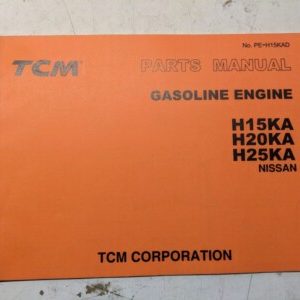 No. PE-H15KAD
TCM PARTS MANUAL
GASOLINE ENGINE
H15KA
H20KA
H25KA
NISSAN
TCM CORPORATION